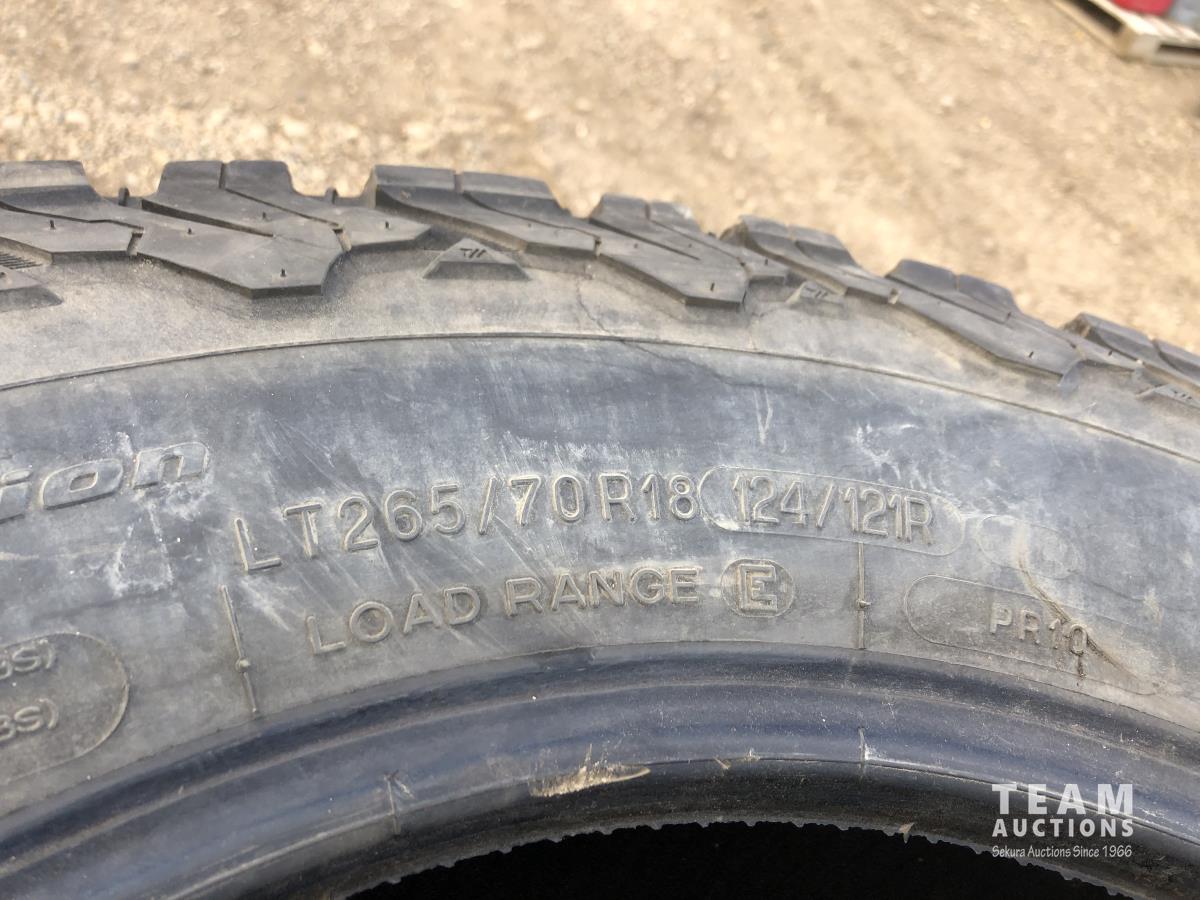 LT265/70R18 124/121R
LOAD RANGE E
PR10
TEAM
AUCTIONS
Sekura Auctions Since 1966